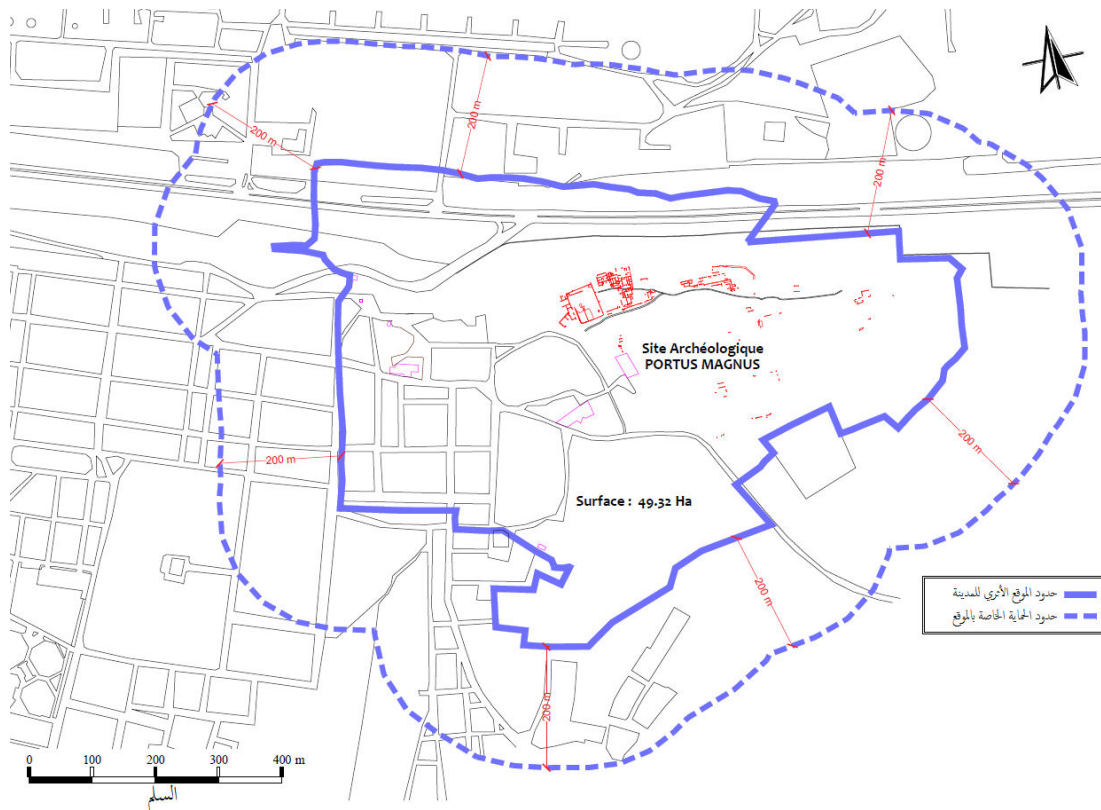 200 m
200 m
200 m
200 m
Site Archéologique
PORTUS MAGNUS
200 m
200 m
Surface : 49.32 Ha
200 m
حدود الموقع الأثري للمدينة
حدود الحماية الخاصة بالموقع
200 m
0 100 200 300 400 m
السلم